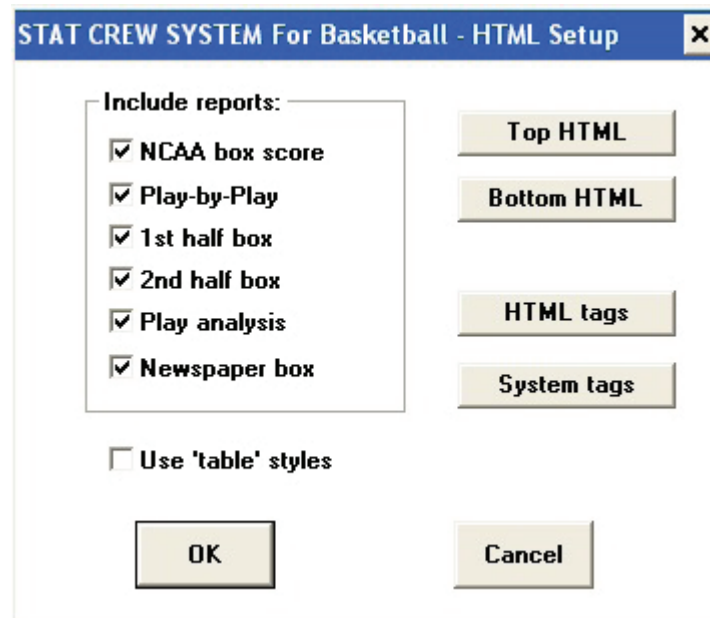 STAT CREW SYSTEM For Basketball - HTML Setup
Include reports:
NCAA box score
Play-by-Play
1st half box
2nd half box
Play analysis
Newspaper box
Top HTML
Bottom HTML
HTML tags
System tags
Use 'table' styles
OK
Cancel